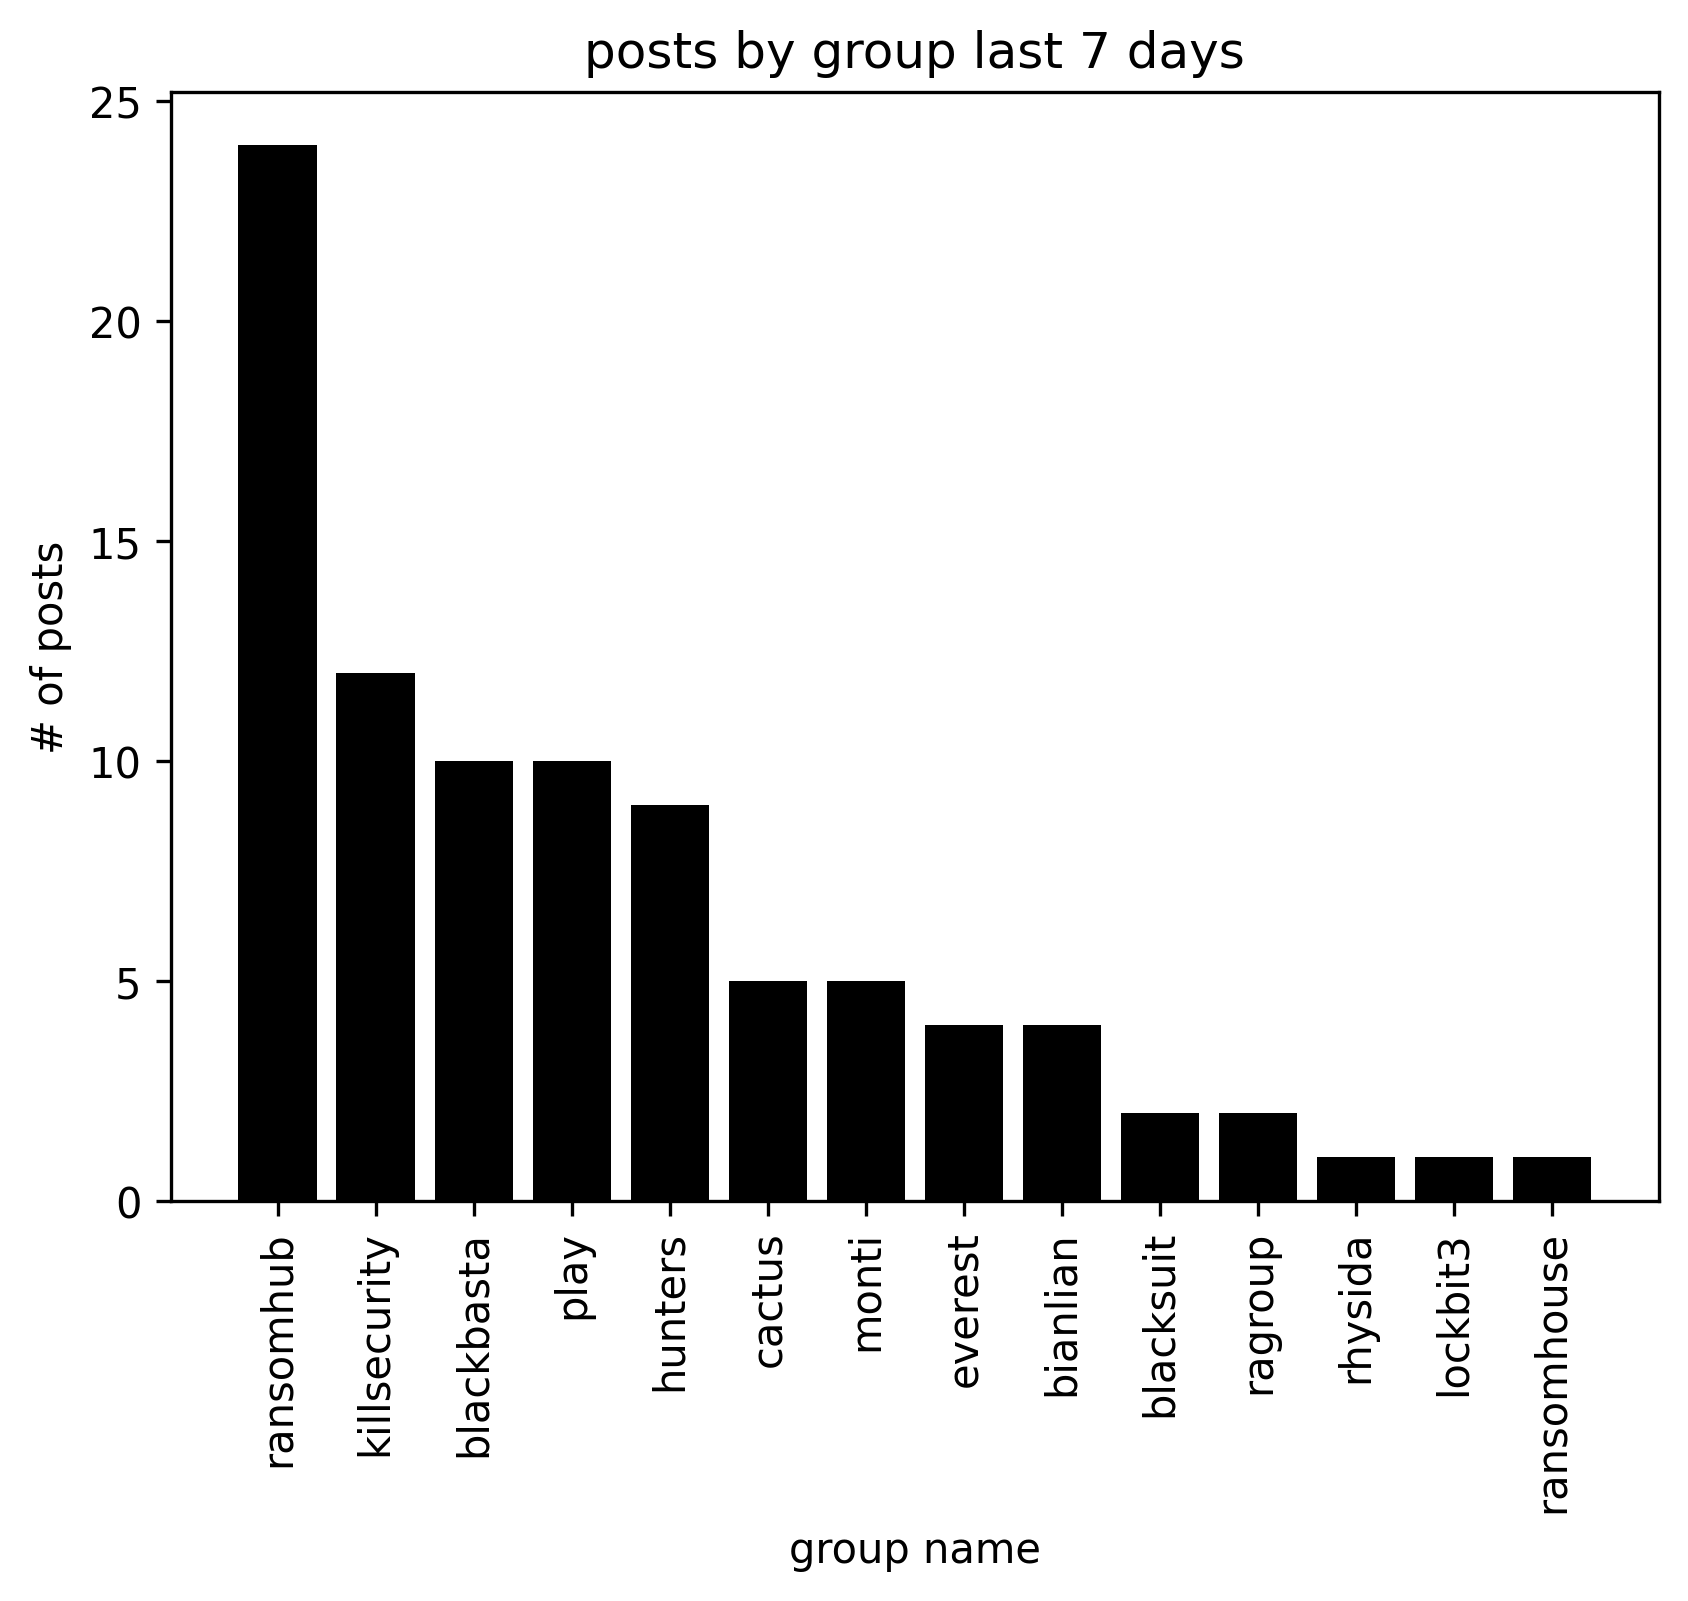 posts by group last 7 days
25
20
15
10
5
0
# of posts
ransomhub
killsecurity
blackbasta
play
hunters
cactus
monti
everest
bianlian
blacksuit
ragroup
rhysida
lockbit3
ransomhouse
group name